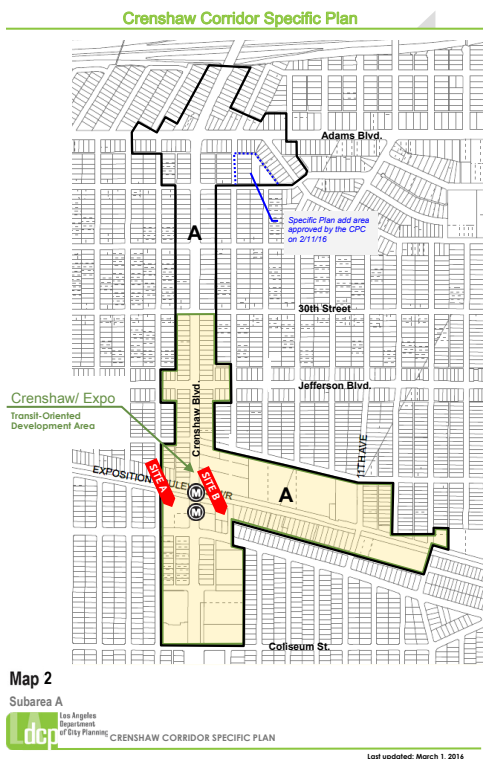 Crenshaw Corridor Specific Plan
Adams Blvd.
Specific Plan add area
approved by the CPC
on 2/11/16
A
30th Street
Jefferson Blvd.
Crenshaw/ Expo
Transit-Oriented
Development Area
Crenshaw Blvd.
11TH AVE
EXPOSITION
SITE A
SITE B
M
M
A
Coliseum St.
Map 2
Subarea A
Los Angeles
Department
of City Planning
LA dcp
CRENSHAW CORRIDOR SPECIFIC PLAN
Last updated: March 1, 2016